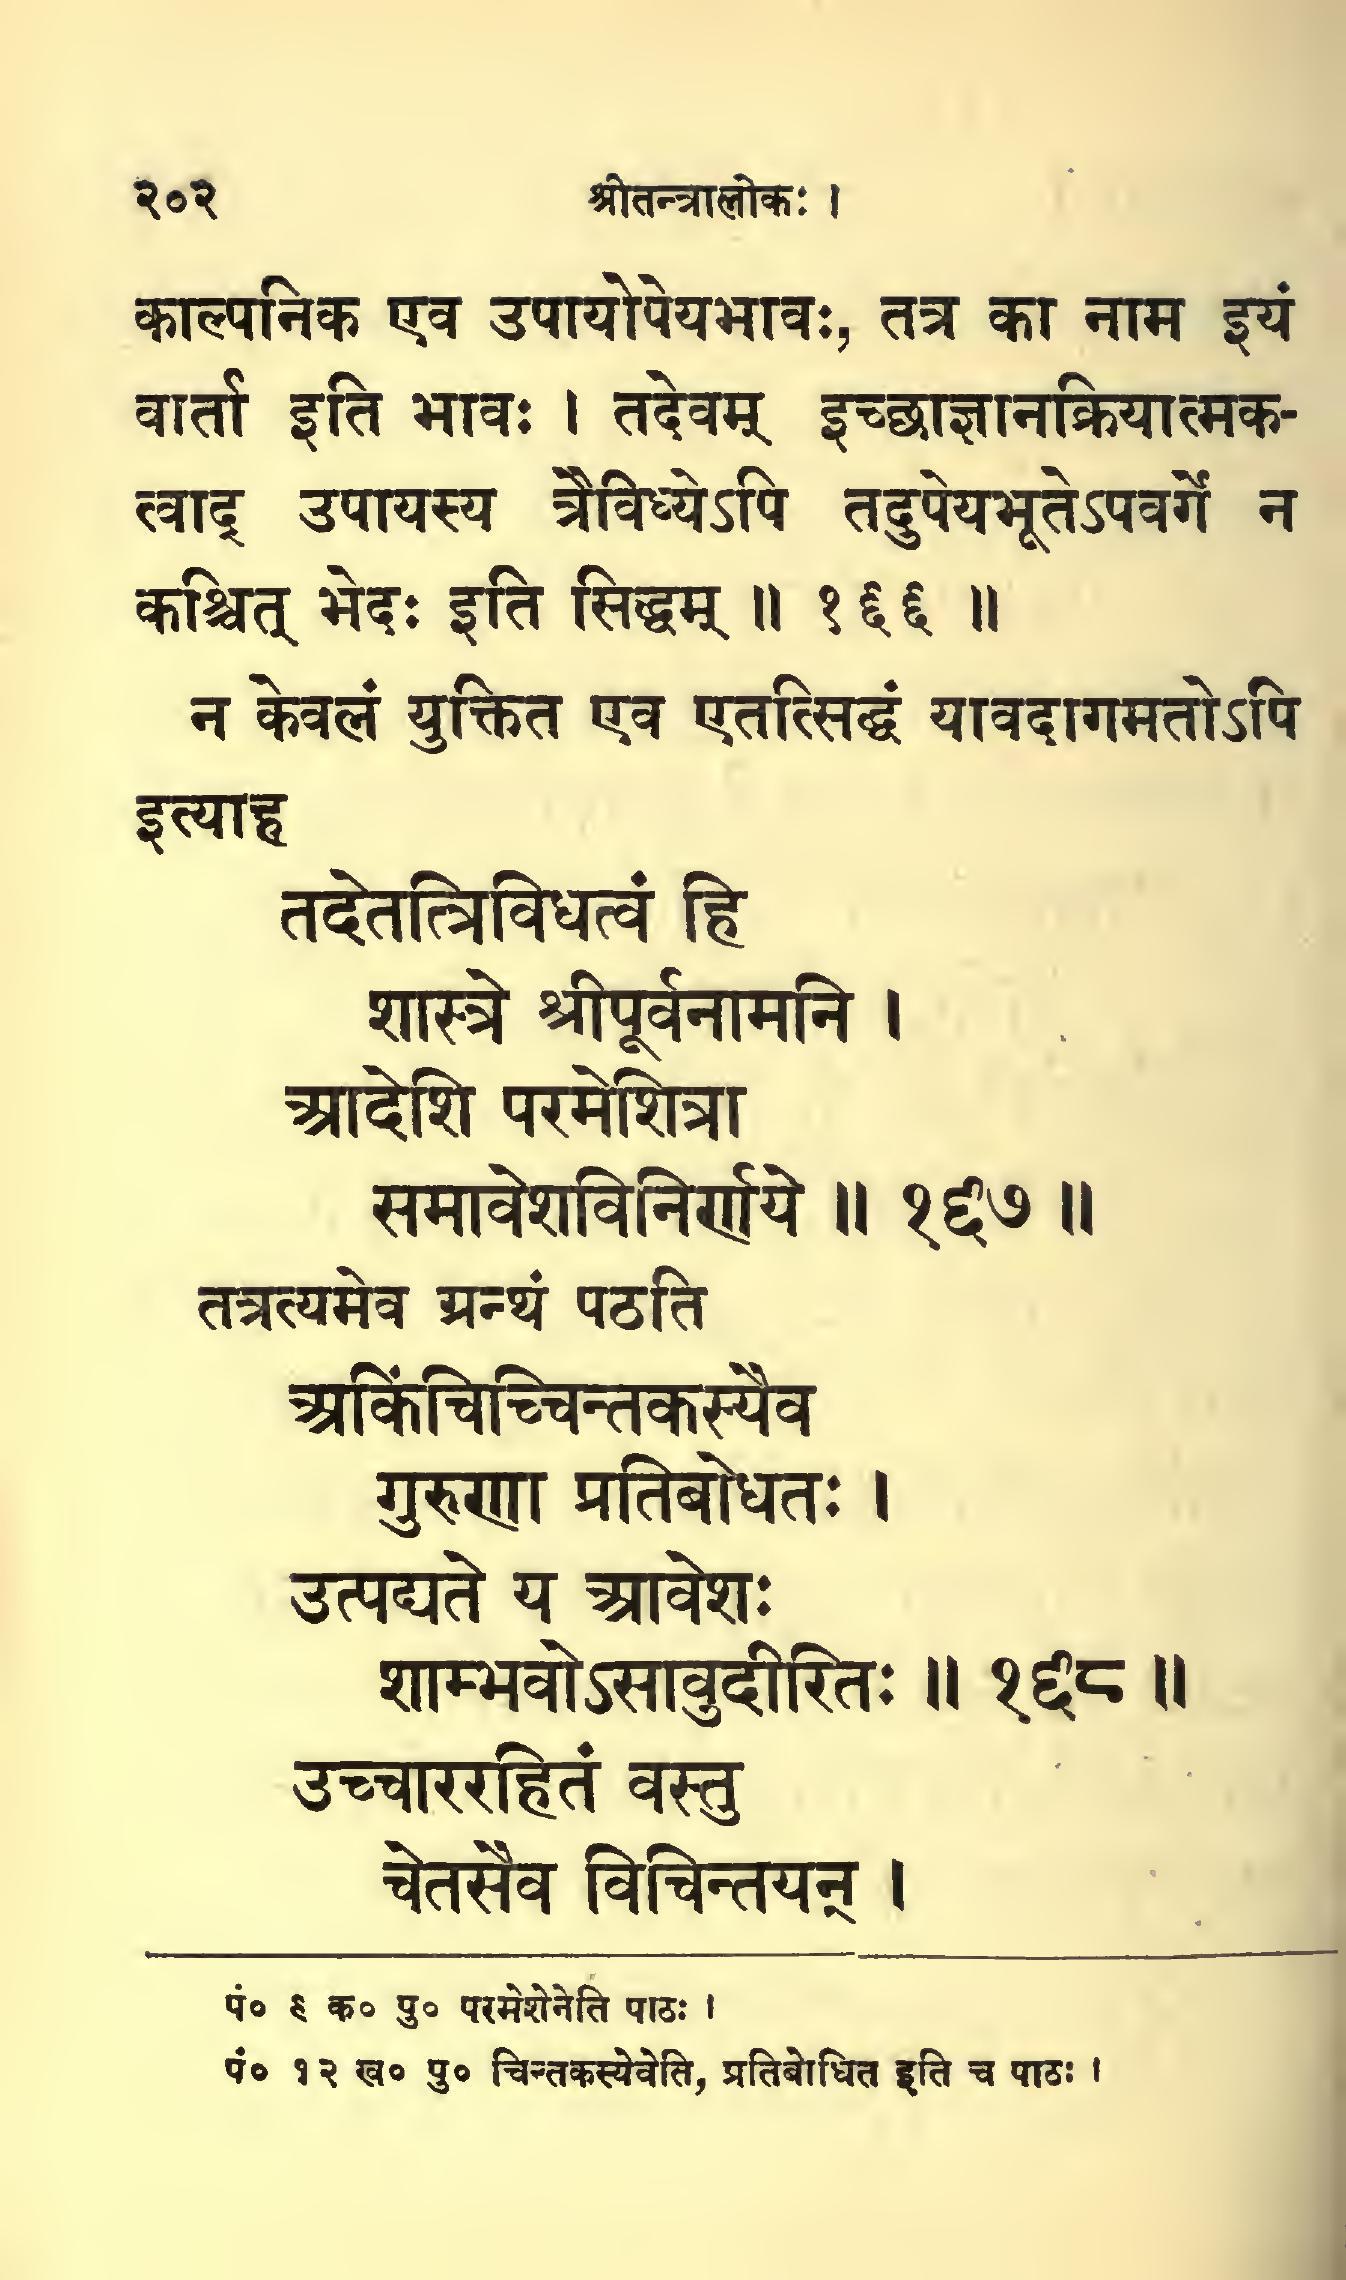 २०२ श्रीतन्त्रालोकः ।
काल्पनिक एव उपायोपेयभावः, तत्र का नाम इयं
वार्ता इति भावः । तदेवम् इच्छाज्ञानक्रियात्मक-
त्वाद् उपायस्य त्रैविध्येऽपि तदुपेयभूतेऽपवर्गे न
कश्चित् भेदः इति सिद्धम् ॥ १६६ ॥
न केवलं युक्तित एव एतत्सिद्धं यावदागमतोऽपि
इत्याह
तदेतत्त्रिविधत्वं हि
शास्त्रे श्रीपूर्वनामनि ।
आदेशि परमेशित्रा
समावेशविनिर्णये ॥ १६७ ॥
तत्रत्यमेव ग्रन्थं पठति
अकिंचिच्चिन्तकस्यैव
गुरुणा प्रतिबोधतः ।
उत्पद्यते य आवेशः
शाम्भवोऽसावुदीरितः ॥ १६८ ॥
उच्चाररहितं वस्तु
चेतसैव विचिन्तयन् ।
पं० ९ क० पु० परमेशेनेति पाठः ।
पं० १२ ख० पु० चिन्तकस्येवेति, प्रतिबोधित इति च पाठः ।